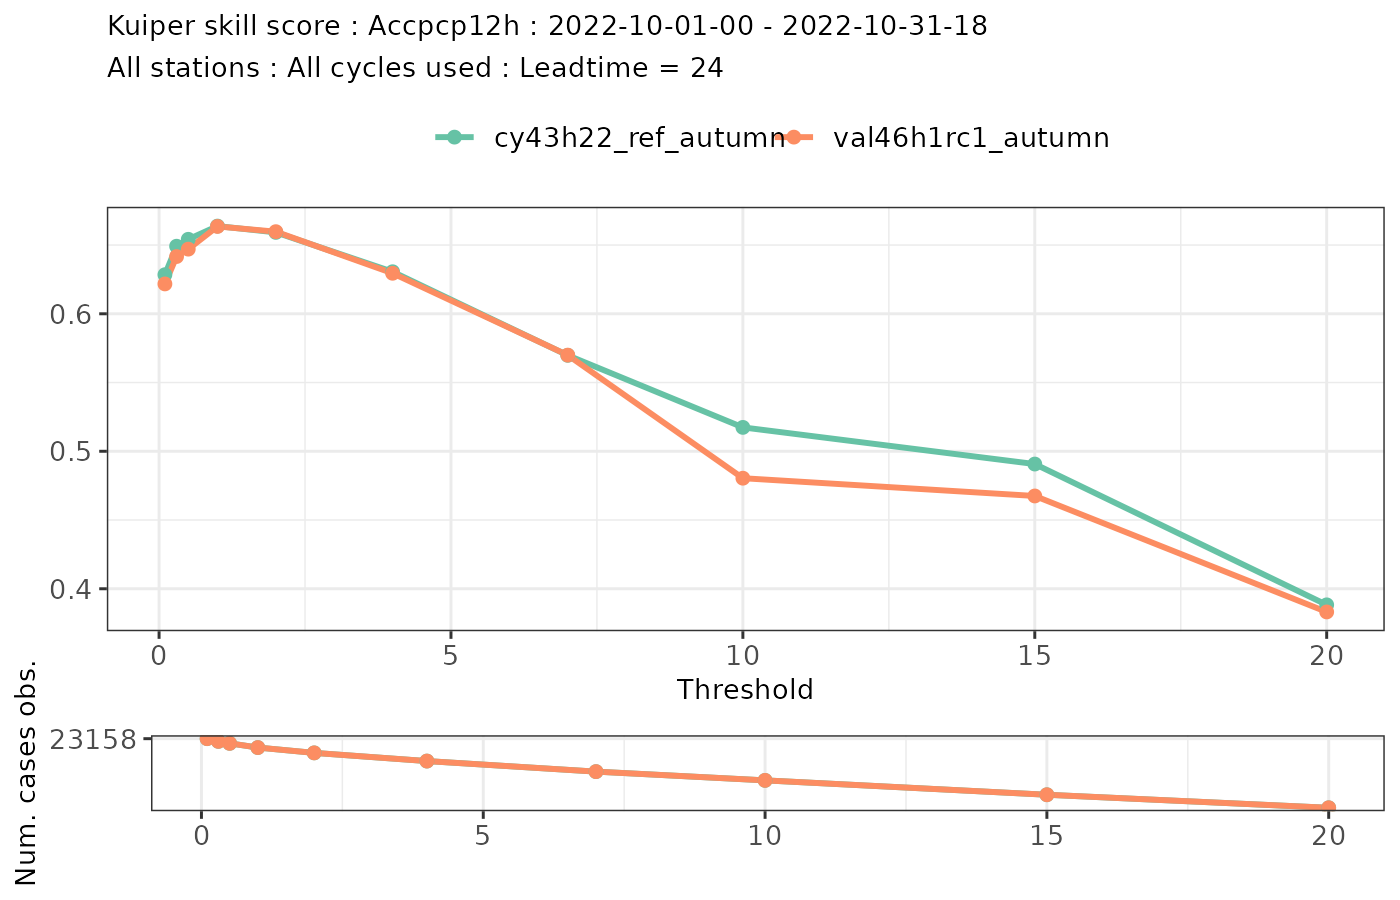 Kuiper skill score : Accpcp12h : 2022-10-01-00 - 2022-10-31-18
All stations : All cycles used : Leadtime = 24
cy43h22_ref_autumn val46h1rc1_autumn
0.6
0.5
0.4
0 5 10 15 20
Threshold
Num. cases obs.
23158
0 5 10 15 20